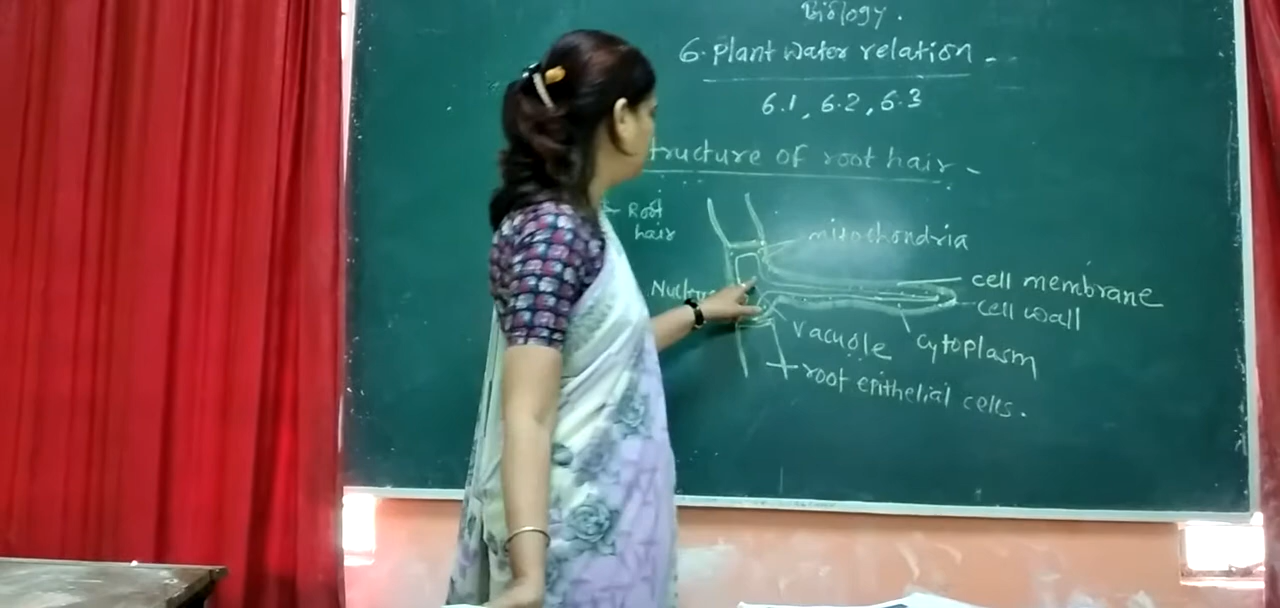 Biology.
6. Plant Water relation -
6.1, 6.2, 6.3
tructure of root hair -
Root
hair
mitochondria
cell membrane
cell wall
Vacuole
cytoplasm
root epithelial cells.